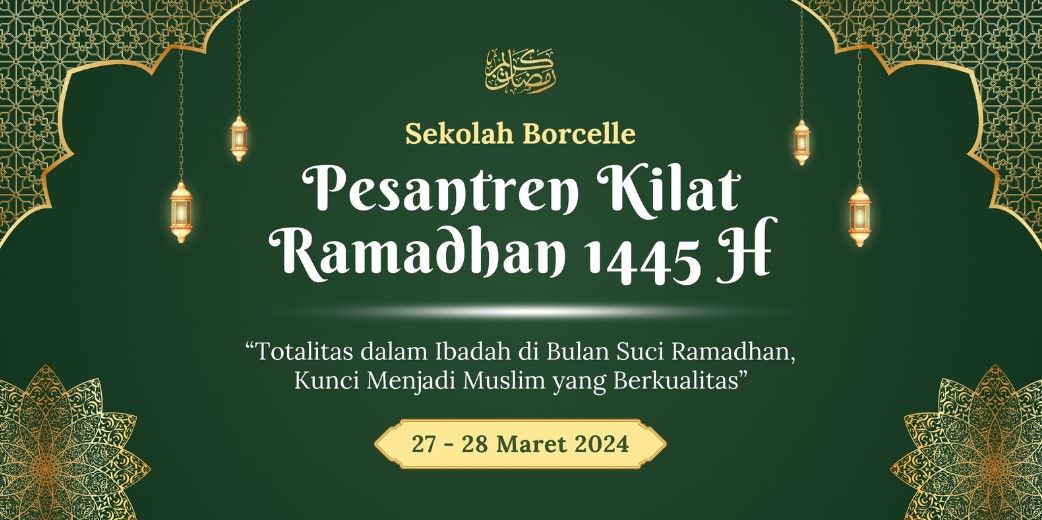 رمضان كريم
Sekolah Borcelle
Pesantren Kilat
Ramadhan 1445 H
“Totalitas dalam Ibadah di Bulan Suci Ramadhan,
Kunci Menjadi Muslim yang Berkualitas”
27 - 28 Maret 2024